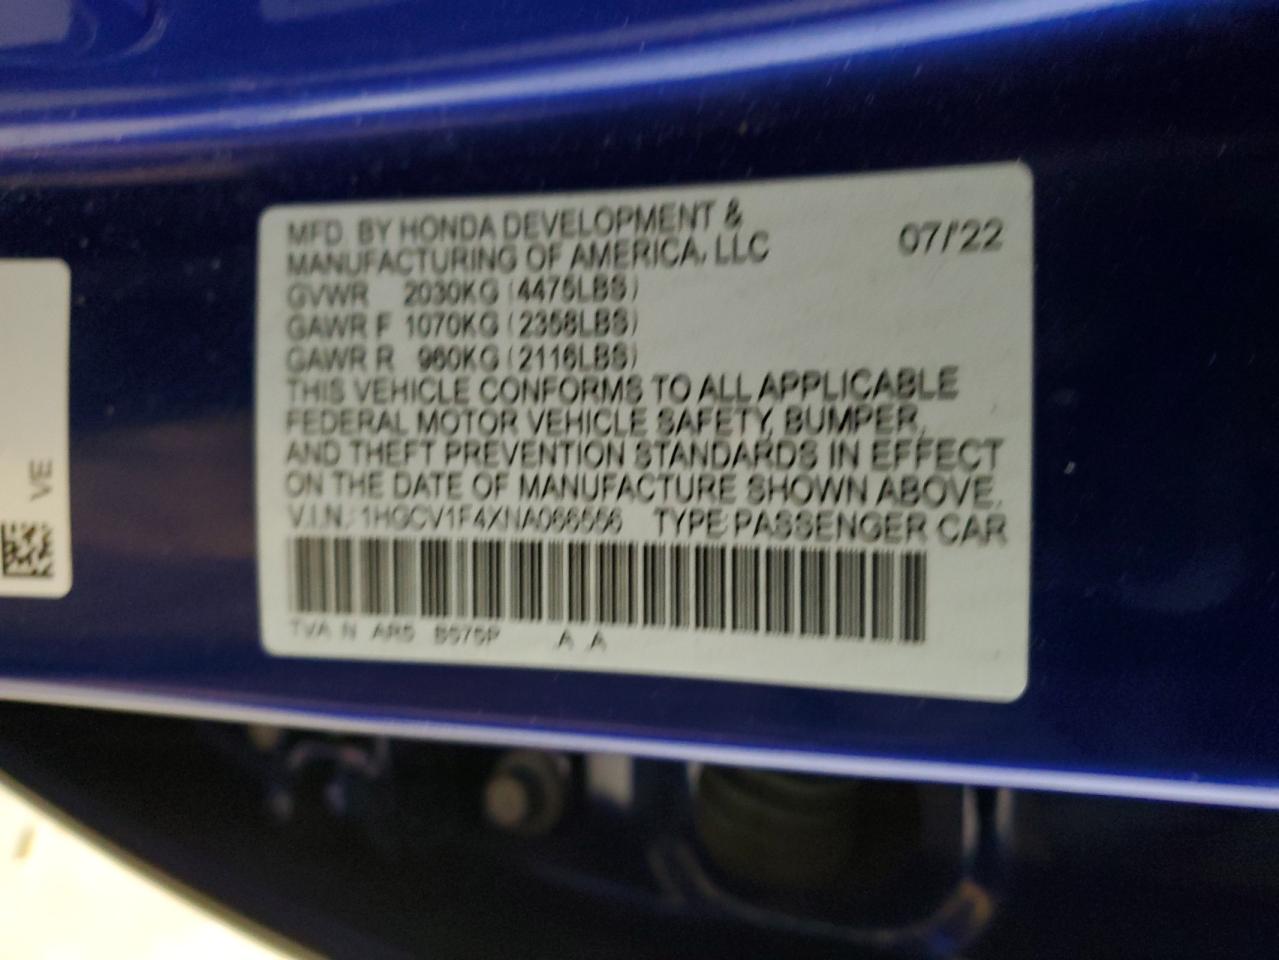 MFD. BY HONDA DEVELOPMENT &
MANUFACTURING OF AMERICA, LLC
07/'22
GVWR 2030KG (4475LBS)
GAWR F 1070KG (2358LBS)
GAWR R 960KG (2116LBS)
THIS VEHICLE CONFORMS TO ALL APPLICABLE
FEDERAL MOTOR VEHICLE SAFETY, BUMPER,
AND THEFT PREVENTION STANDARDS IN EFFECT
ON THE DATE OF MANUFACTURE SHOWN ABOVE.
V.I.N.: 1HGCV1F4XNA066556 TYPE:PASSENGER CAR
TVA N AR5 B575P A A
VE